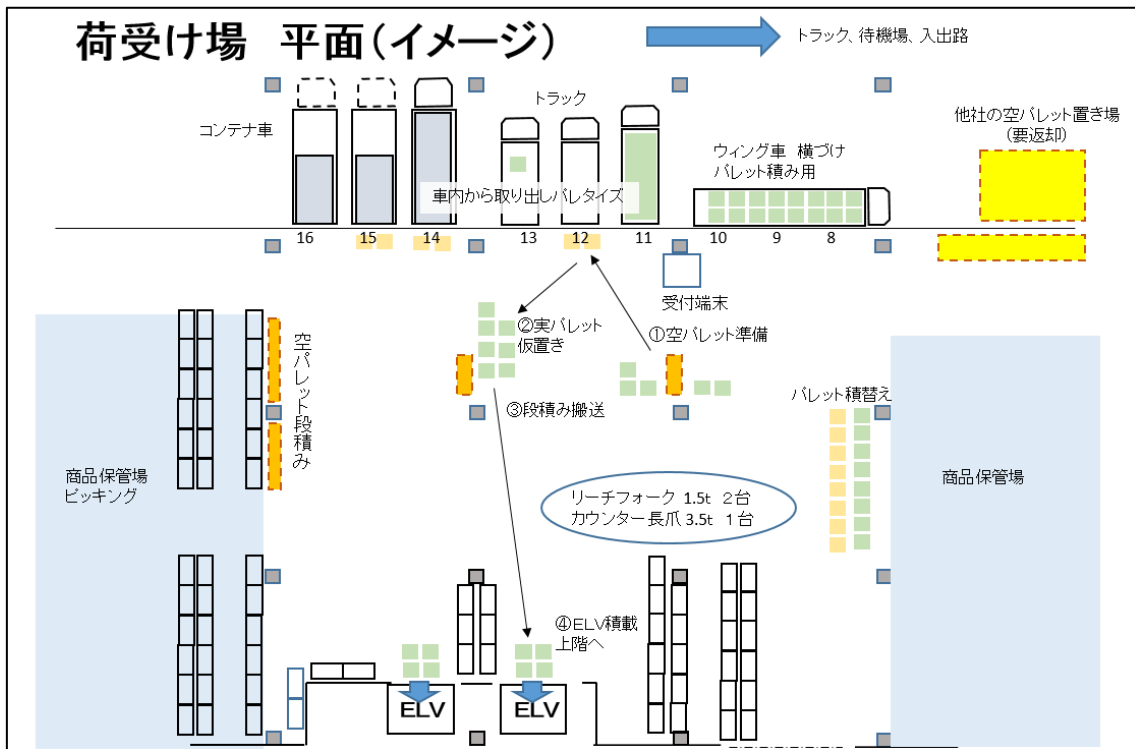 荷受け場　平面(イメージ)
トラック、待機場、入出路
コンテナ車
トラック
他社の空パレット置き場
(要返却)
ウィング車　横づけ
パレット積み用
車内から取り出しパレタイズ
16
15
14
13
12
11
10
9
8
受付端末
②実パレット
仮置き
①空パレット準備
空パレット段積み
③段積み搬送
パレット積替え
商品保管場
ピッキング
リーチフォーク 1.5t ２台
カウンター長爪 3.5t １台
商品保管場
④ELV積載
上階へ
ELV
ELV